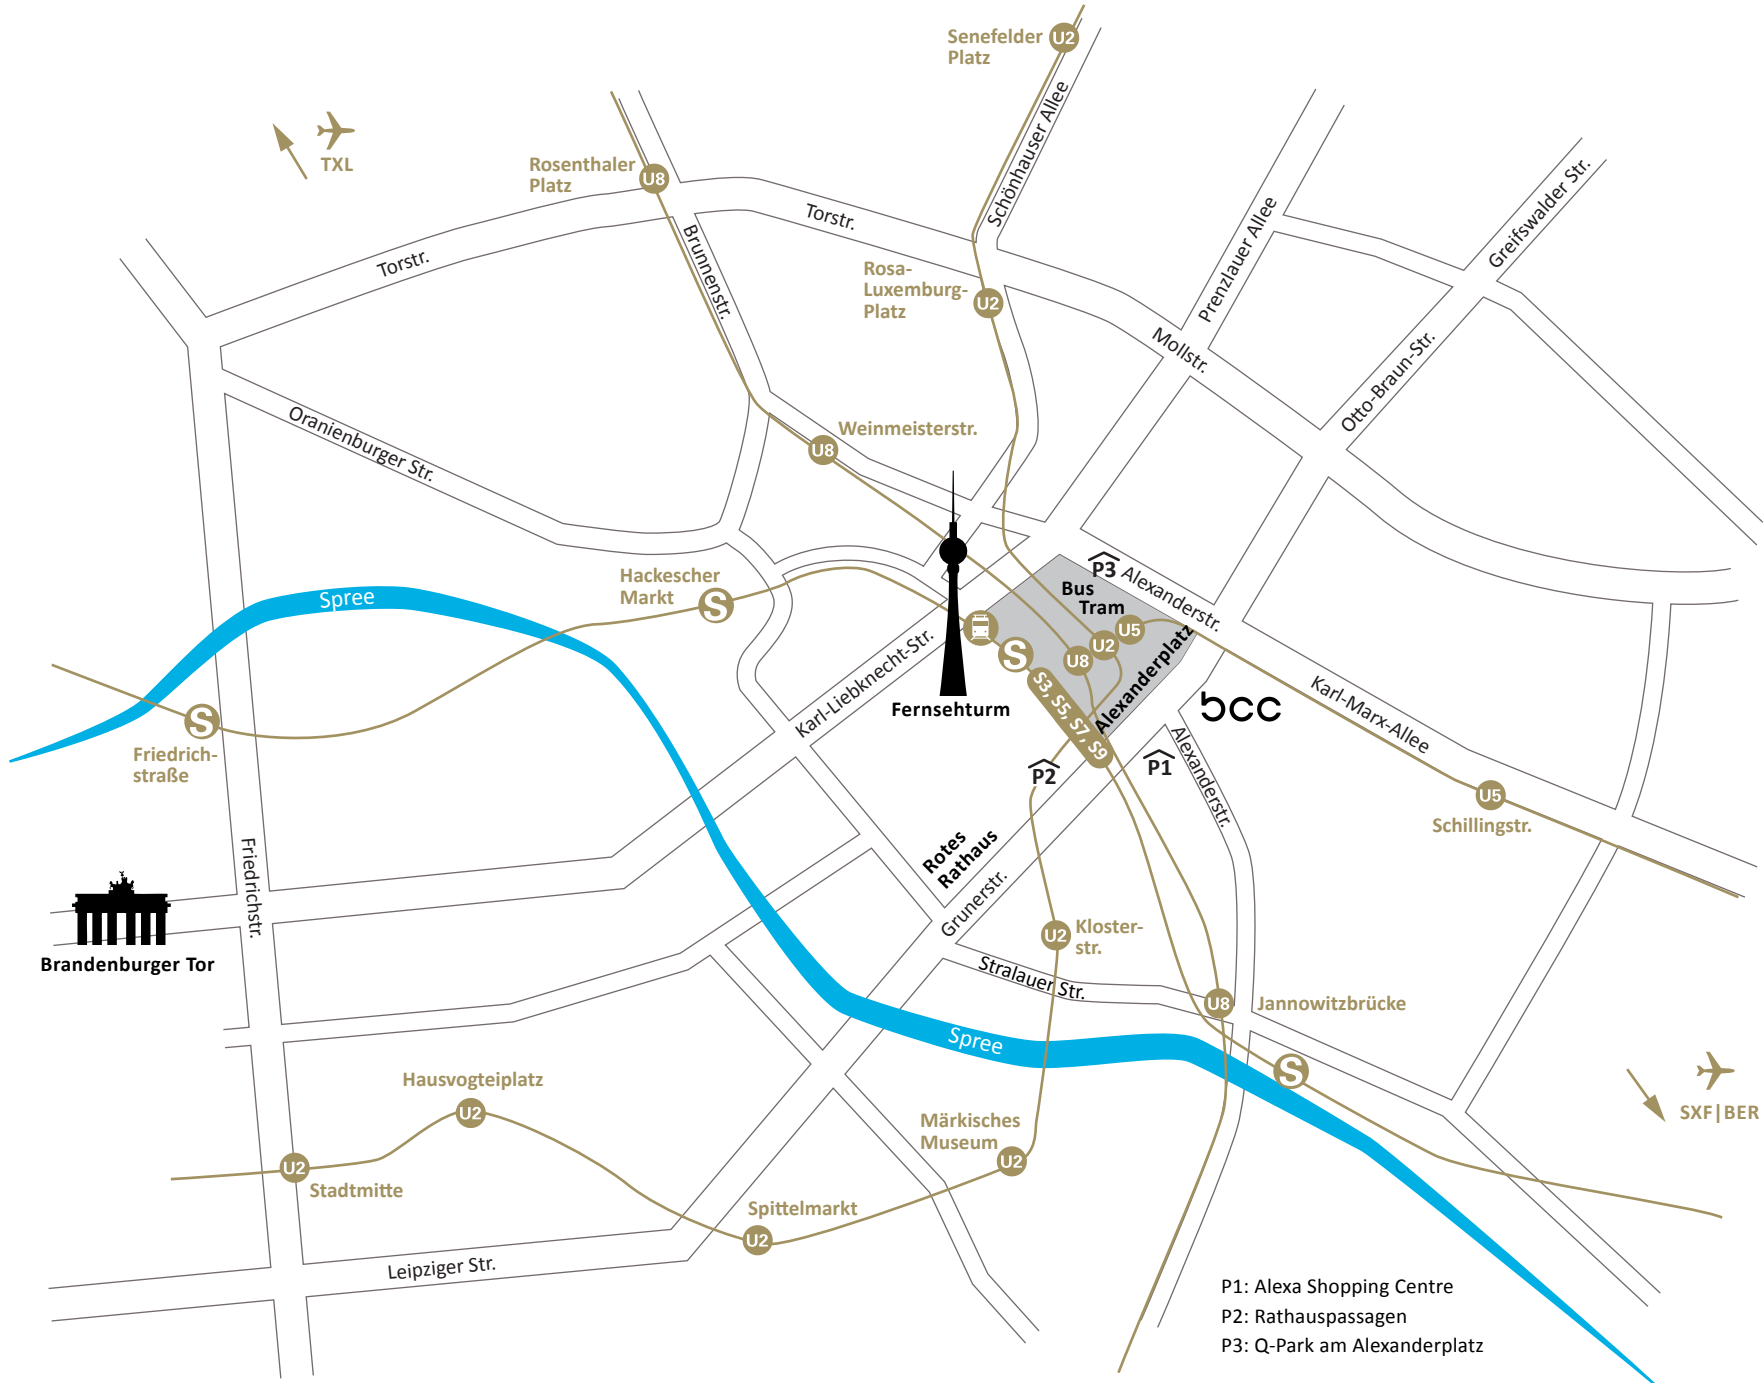 Senefelder
Platz
U2
Schönhauser Allee
TXL
Rosenthaler
Platz
U8
Torstr.
Torstr.
Brunnenstr.
Rosa-
Luxemburg-
Platz
U2
Prenzlauer Allee
Greifswalder Str.
Mollstr.
Otto-Braun-Str.
Oranienburger Str.
Weinmeisterstr.
U8
Hackescher
Markt
S
Spree
P3
Alexanderstr.
Bus
Tram
U5
U2
U8
S
S3, S5, S7, S9
Alexanderplatz
Karl-Liebknecht-Str.
Fernsehturm
bcc
Karl-Marx-Allee
S
Friedrich-
straße
P2
P1
Alexanderstr.
U5
Schillingstr.
Rotes
Rathaus
Grunerstr.
Friedrichstr.
Brandenburger Tor
U2
Kloster-
str.
Stralauer Str.
U8
Jannowitzbrücke
Spree
S
SXF|BER
Hausvogteiplatz
U2
Märkisches
Museum
U2
U2
Stadtmitte
Spittelmarkt
U2
Leipziger Str.
P1: Alexa Shopping Centre
P2: Rathauspassagen
P3: Q-Park am Alexanderplatz